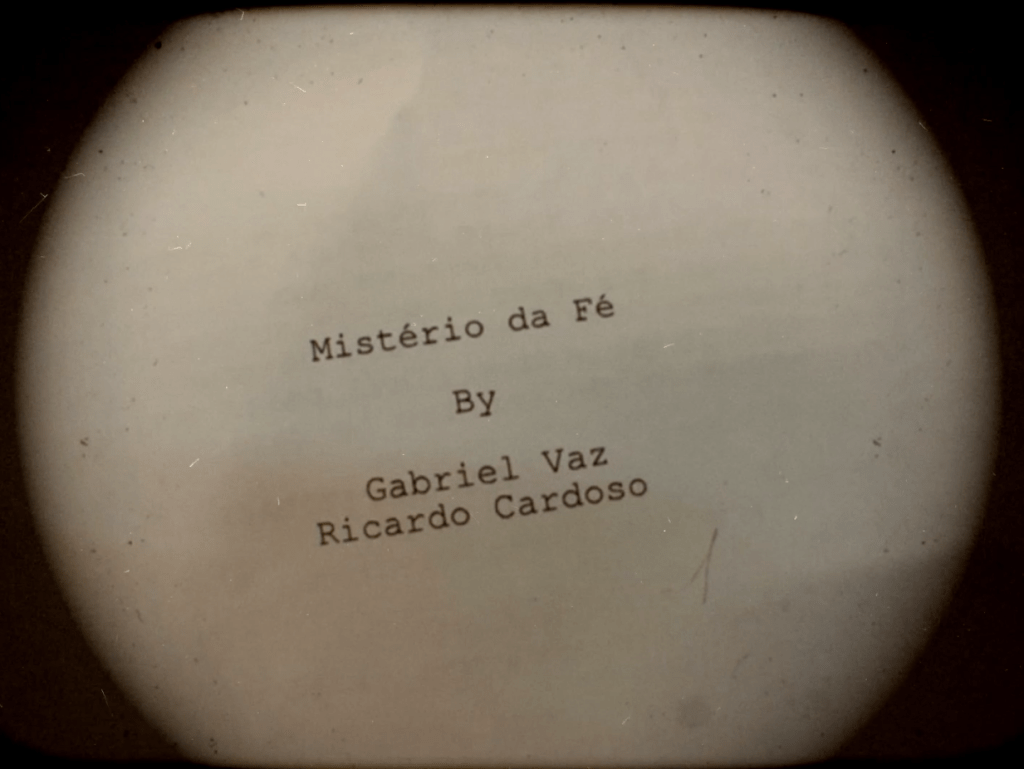 Mistério da Fé
By
Gabriel Vaz
Ricardo Cardoso